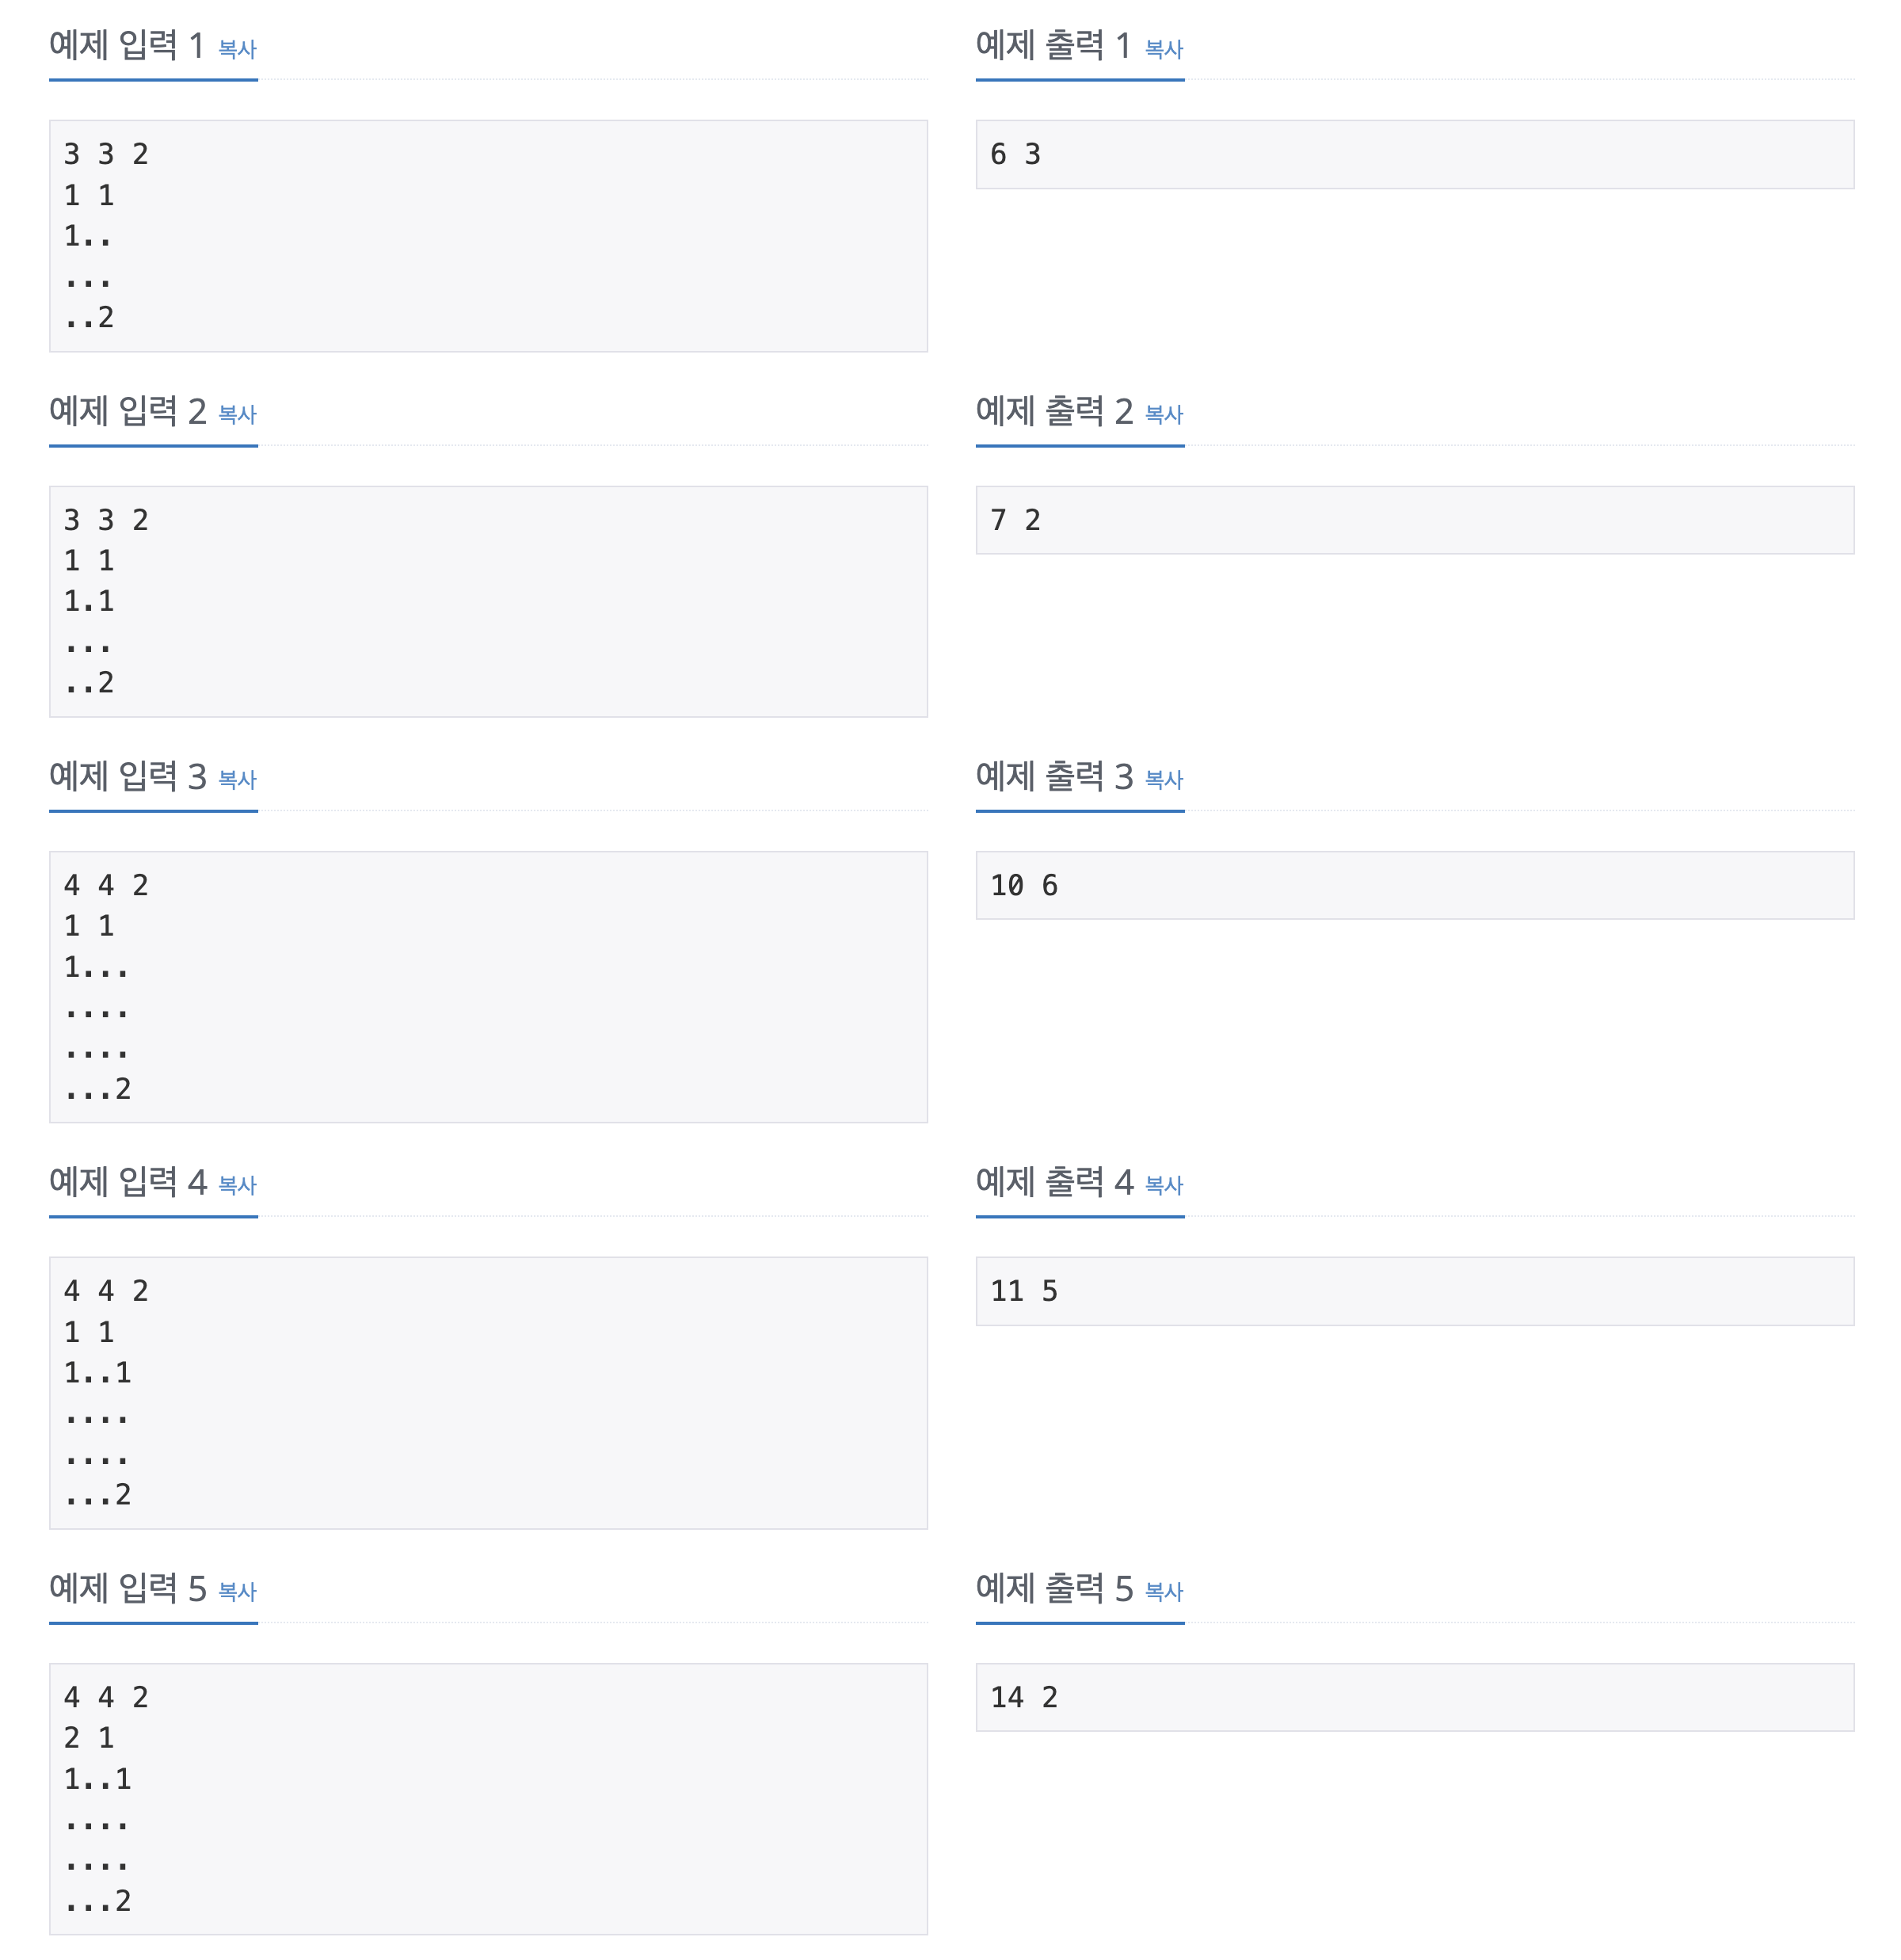 예제 입력 1 복사
3 3 2
1 1
1..
...
..2
예제 출력 1 복사
6 3
예제 입력 2 복사
3 3 2
1 1
1.1
...
..2
예제 출력 2 복사
7 2
예제 입력 3 복사
4 4 2
1 1
1...
....
....
...2
예제 출력 3 복사
10 6
예제 입력 4 복사
4 4 2
1 1
1..1
....
....
...2
예제 출력 4 복사
11 5
예제 입력 5 복사
4 4 2
2 1
1..1
....
....
...2
예제 출력 5 복사
14 2